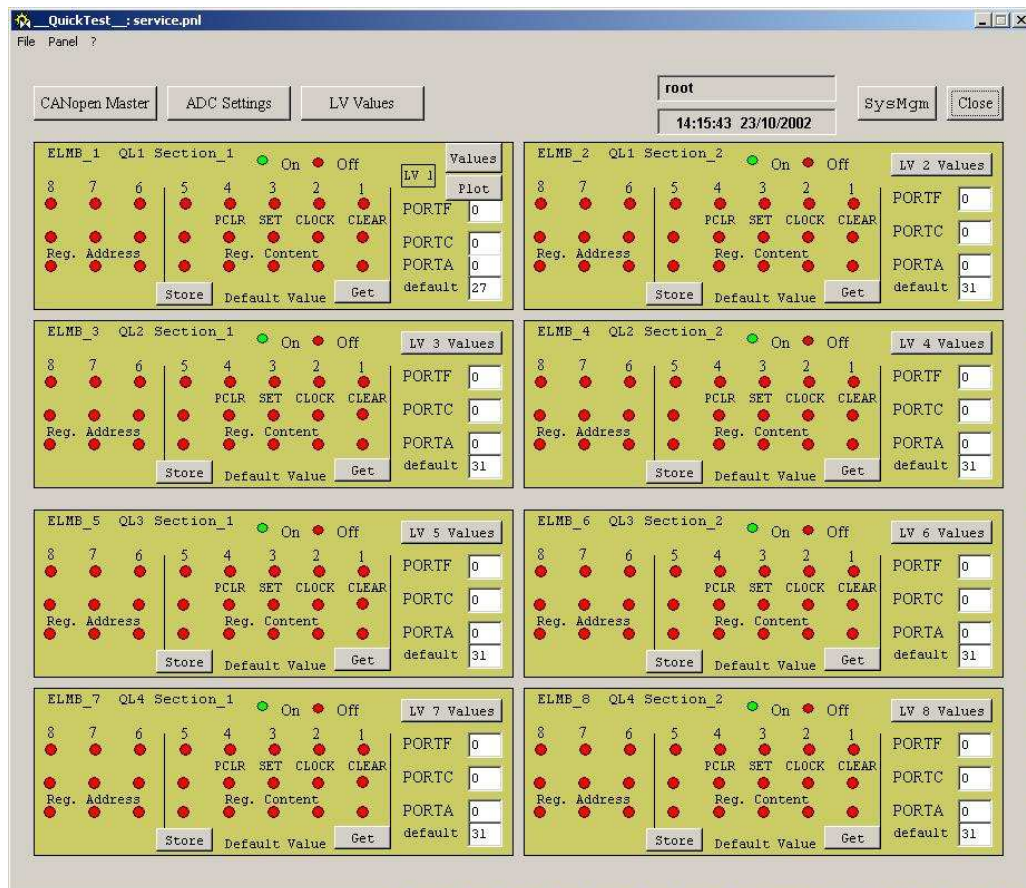 __QuickTest__: service.pnl
File Panel ?
root
CANopen Master ADC Settings LV Values SysMgm Close
14:15:43 23/10/2002
ELMB_1 QL1 Section_1 On Off LV 1 Values
8 7 6 5 4 3 2 1 Plot
PORTF 0
PCLR SET CLOCK CLEAR
PORTC 0
Reg. Address Reg. Content
PORTA 0
Store Default Value Get default 27
ELMB_2 QL1 Section_2 On Off LV 2 Values
8 7 6 5 4 3 2 1 PORTF 0
PCLR SET CLOCK CLEAR
PORTC 0
Reg. Address Reg. Content
PORTA 0
Store Default Value Get default 31
ELMB_3 QL2 Section_1 On Off LV 3 Values
8 7 6 5 4 3 2 1 PORTF 0
PCLR SET CLOCK CLEAR
PORTC 0
Reg. Address Reg. Content
PORTA 0
Store Default Value Get default 31
ELMB_4 QL2 Section_2 On Off LV 4 Values
8 7 6 5 4 3 2 1 PORTF 0
PCLR SET CLOCK CLEAR
PORTC 0
Reg. Address Reg. Content
PORTA 0
Store Default Value Get default 31
ELMB_5 QL3 Section_1 On Off LV 5 Values
8 7 6 5 4 3 2 1 PORTF 0
PCLR SET CLOCK CLEAR
PORTC 0
Reg. Address Reg. Content
PORTA 0
Store Default Value Get default 31
ELMB_6 QL3 Section_2 On Off LV 6 Values
8 7 6 5 4 3 2 1 PORTF 0
PCLR SET CLOCK CLEAR
PORTC 0
Reg. Address Reg. Content
PORTA 0
Store Default Value Get default 31
ELMB_7 QL4 Section_1 On Off LV 7 Values
8 7 6 5 4 3 2 1 PORTF 0
PCLR SET CLOCK CLEAR
PORTC 0
Reg. Address Reg. Content
PORTA 0
Store Default Value Get default 31
ELMB_8 QL4 Section_2 On Off LV 8 Values
8 7 6 5 4 3 2 1 PORTF 0
PCLR SET CLOCK CLEAR
PORTC 0
Reg. Address Reg. Content
PORTA 0
Store Default Value Get default 31